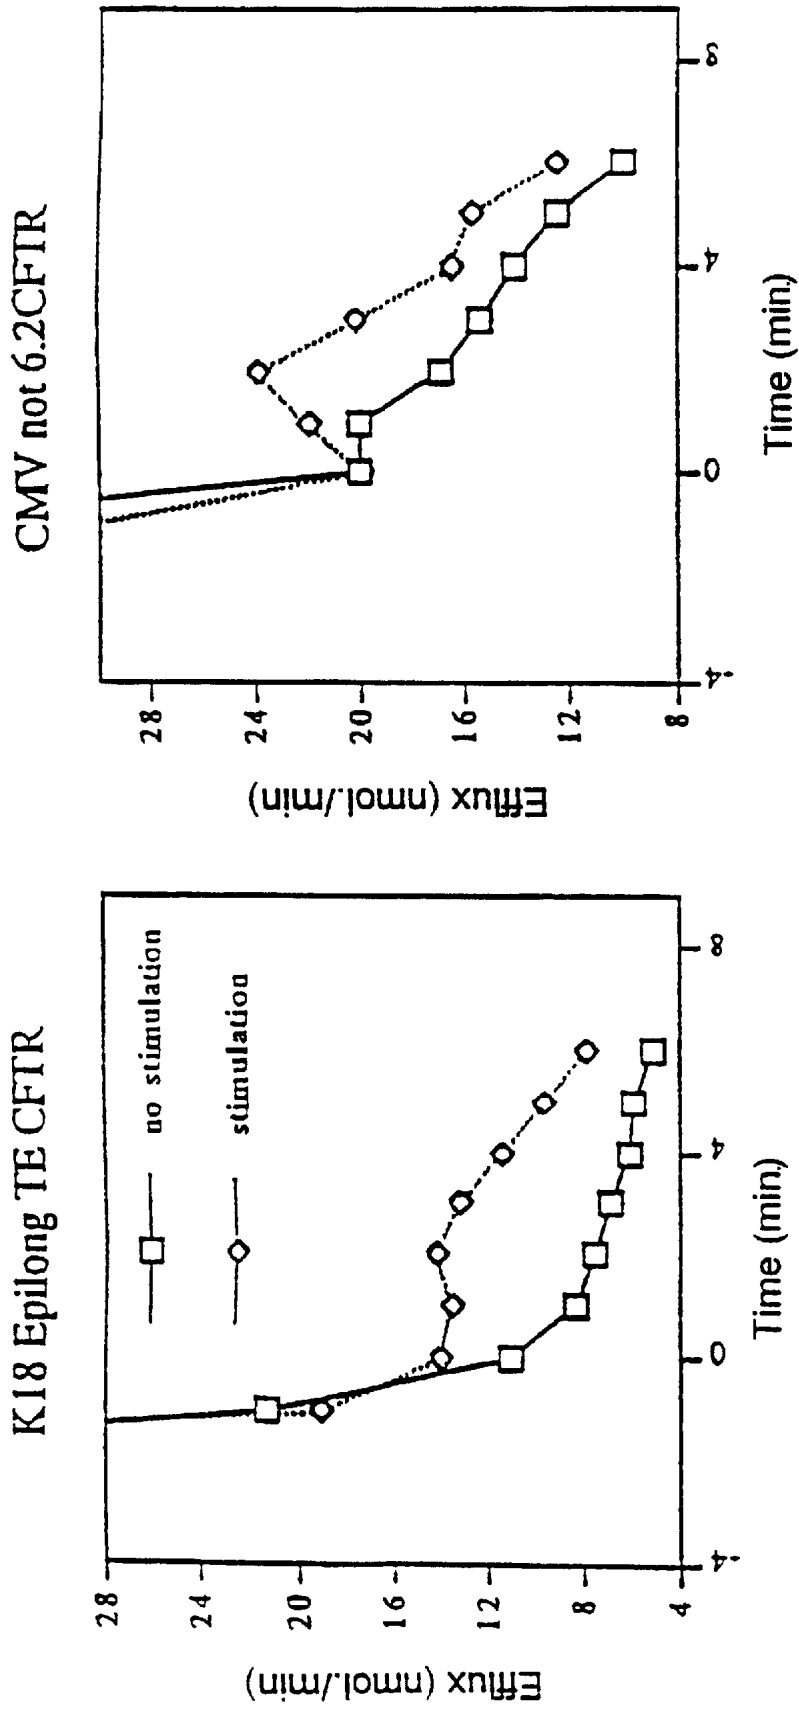 K18 Epilong TE CFTR
no stimulation
stimulation
28
24
20
16
12
8
4
Efflux (nmol./min)
-4
0
4
8
Time (min.)
CMV not 6.2CFTR
28
24
20
16
12
8
Efflux (nmol./min)
-4
0
4
8
Time (min.)